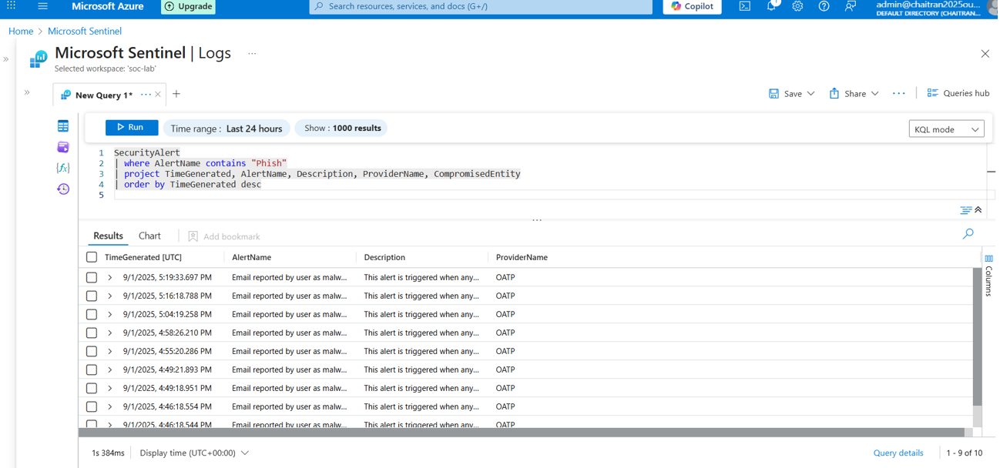 Microsoft Azure
Upgrade
Search resources, services, and docs (G+/)
Copilot
1
admin@chaitran2025ou...
DEFAULT DIRECTORY (CHAITRAN....
Home > Microsoft Sentinel
Microsoft Sentinel | Logs ...
Selected workspace: 'soc-lab'
New Query 1* ...
Save
Share
...
Queries hub
Run
Time range : Last 24 hours
Show : 1000 results
KQL mode
1 SecurityAlert
2 | where AlertName contains "Phish"
3 | project TimeGenerated, AlertName, Description, ProviderName, CompromisedEntity
4 | order by TimeGenerated desc
5
Results Chart Add bookmark
TimeGenerated [UTC] AlertName Description ProviderName
9/1/2025, 5:19:33.697 PM Email reported by user as malw... This alert is triggered when any... OATP
9/1/2025, 5:16:18.788 PM Email reported by user as malw... This alert is triggered when any... OATP
9/1/2025, 5:04:19.258 PM Email reported by user as malw... This alert is triggered when any... OATP
9/1/2025, 4:58:26.210 PM Email reported by user as malw... This alert is triggered when any... OATP
9/1/2025, 4:55:20.286 PM Email reported by user as malw... This alert is triggered when any... OATP
9/1/2025, 4:49:21.893 PM Email reported by user as malw... This alert is triggered when any... OATP
9/1/2025, 4:49:18.951 PM Email reported by user as malw... This alert is triggered when any... OATP
9/1/2025, 4:46:18.554 PM Email reported by user as malw... This alert is triggered when any... OATP
9/1/2025, 4:46:18.544 PM Email reported by user as malw... This alert is triggered when any... OATP
Columns
1s 384ms Display time (UTC+00:00) Query details 1 - 9 of 10